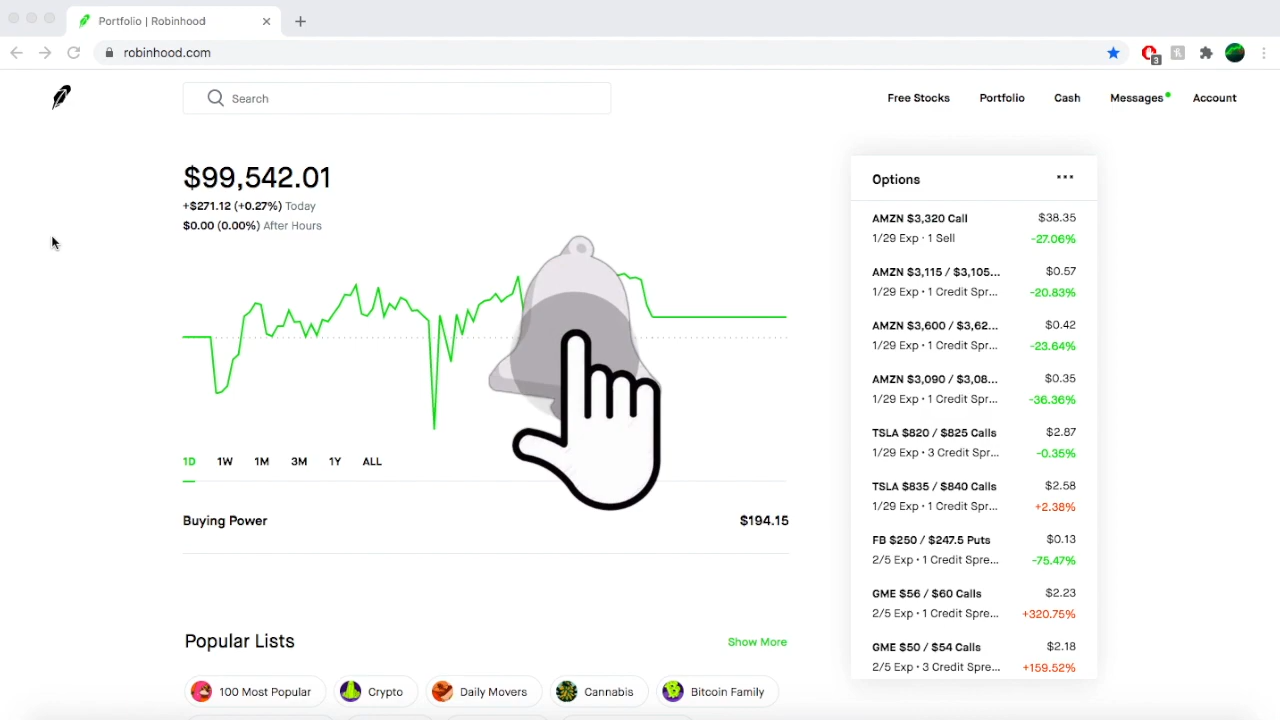 Portfolio | Robinhood
robinhood.com
3
Search
Free Stocks Portfolio Cash Messages Account
$99,542.01
+$271.12 (+0.27%) Today
$0.00 (0.00%) After Hours
1D 1W 1M 3M 1Y ALL
Buying Power $194.15
Popular Lists Show More
100 Most Popular Crypto Daily Movers Cannabis Bitcoin Family
Options
AMZN $3,320 Call $38.35
1/29 Exp · 1 Sell -27.06%
AMZN $3,115 / $3,105... $0.57
1/29 Exp · 1 Credit Spr... -20.83%
AMZN $3,600 / $3,62... $0.42
1/29 Exp · 1 Credit Spr... -23.64%
AMZN $3,090 / $3,08... $0.35
1/29 Exp · 1 Credit Spr... -36.36%
TSLA $820 / $825 Calls $2.87
1/29 Exp · 3 Credit Spr... -0.35%
TSLA $835 / $840 Calls $2.58
1/29 Exp · 1 Credit Spr... +2.38%
FB $250 / $247.5 Puts $0.13
2/5 Exp · 1 Credit Spre... -75.47%
GME $56 / $60 Calls $2.23
2/5 Exp · 1 Credit Spre... +320.75%
GME $50 / $54 Calls $2.18
2/5 Exp · 3 Credit Spre... +159.52%